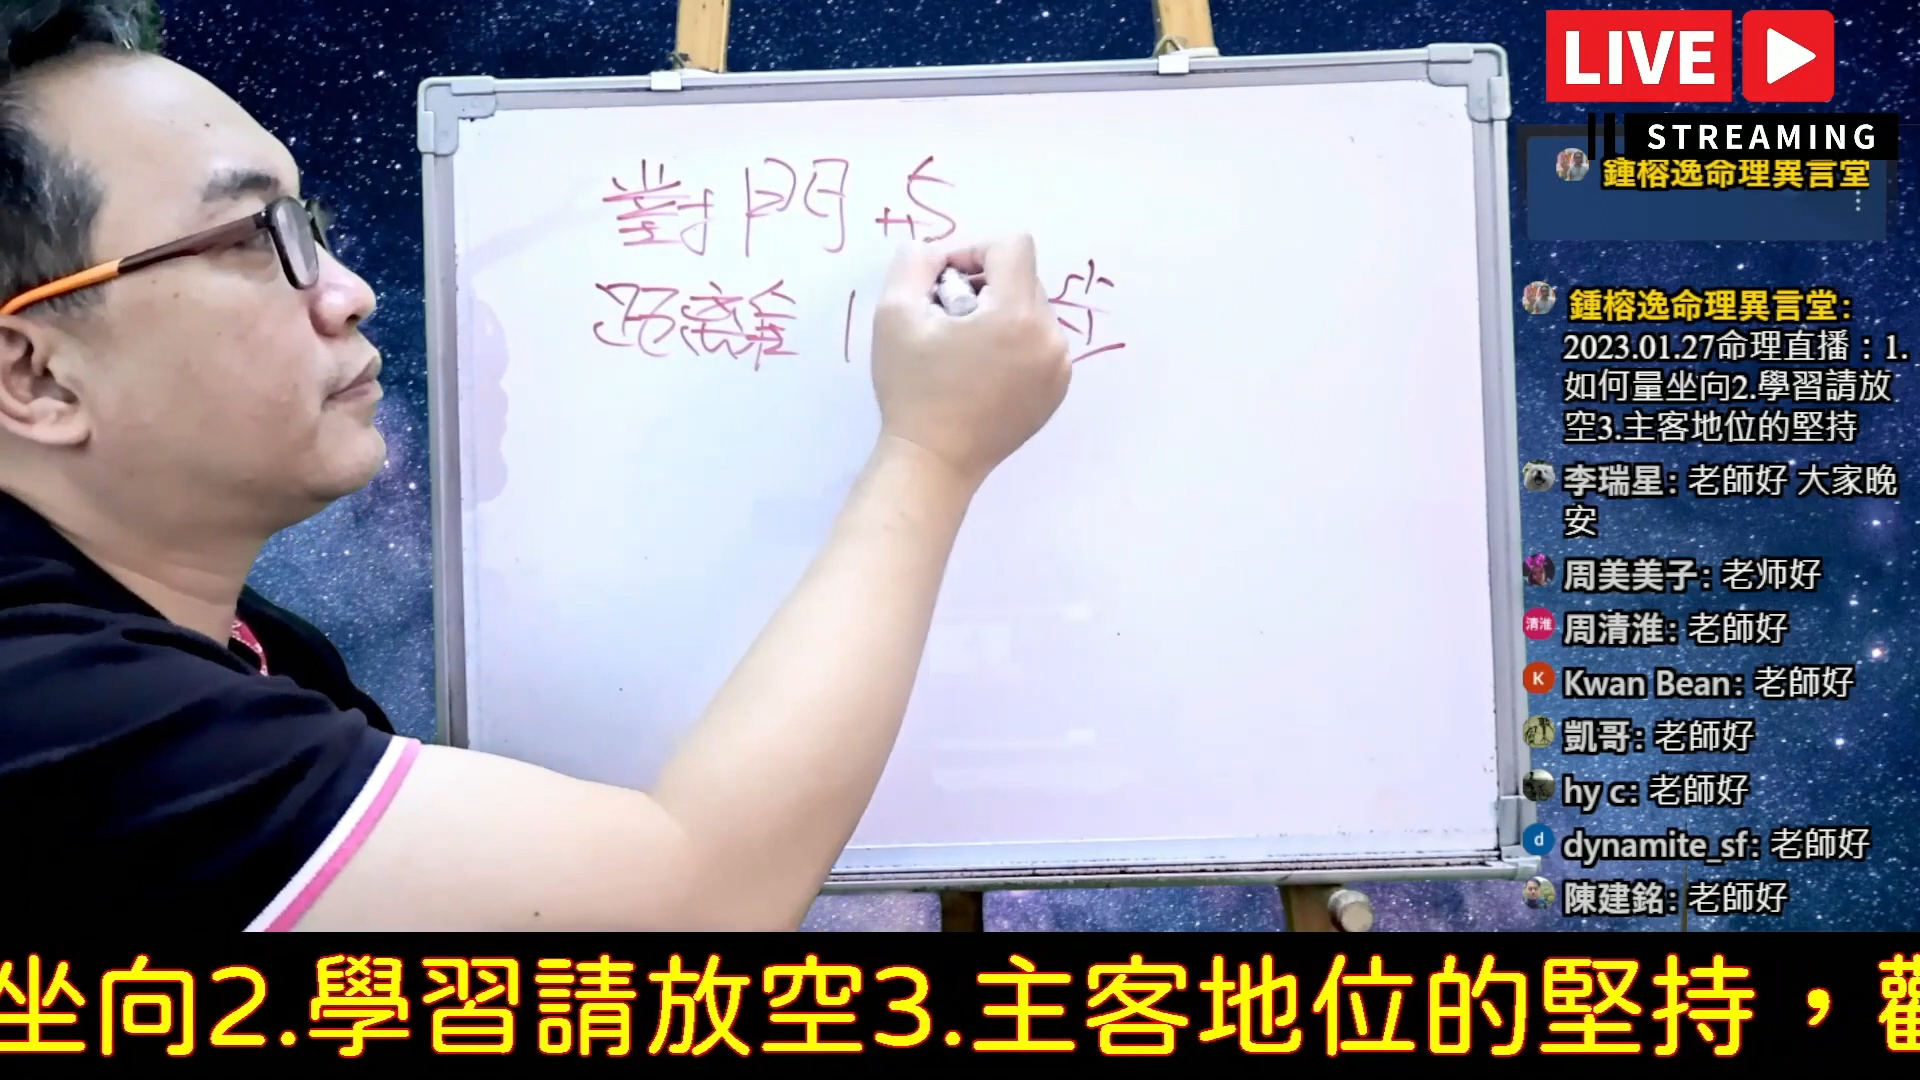 LIVE
STREAMING
鍾榕逸命理異言堂
對門+5
距離1
鍾榕逸命理異言堂:
2023.01.27命理直播：1.
如何量坐向2.學習請放
空3.主客地位的堅持
李瑞星: 老師好 大家晚
安
周美美子: 老师好
清淮
周清淮: 老師好
K
Kwan Bean: 老師好
凱哥: 老師好
hy c: 老師好
d
dynamite_sf: 老師好
陳建銘: 老師好
坐向2.學習請放空3.主客地位的堅持，